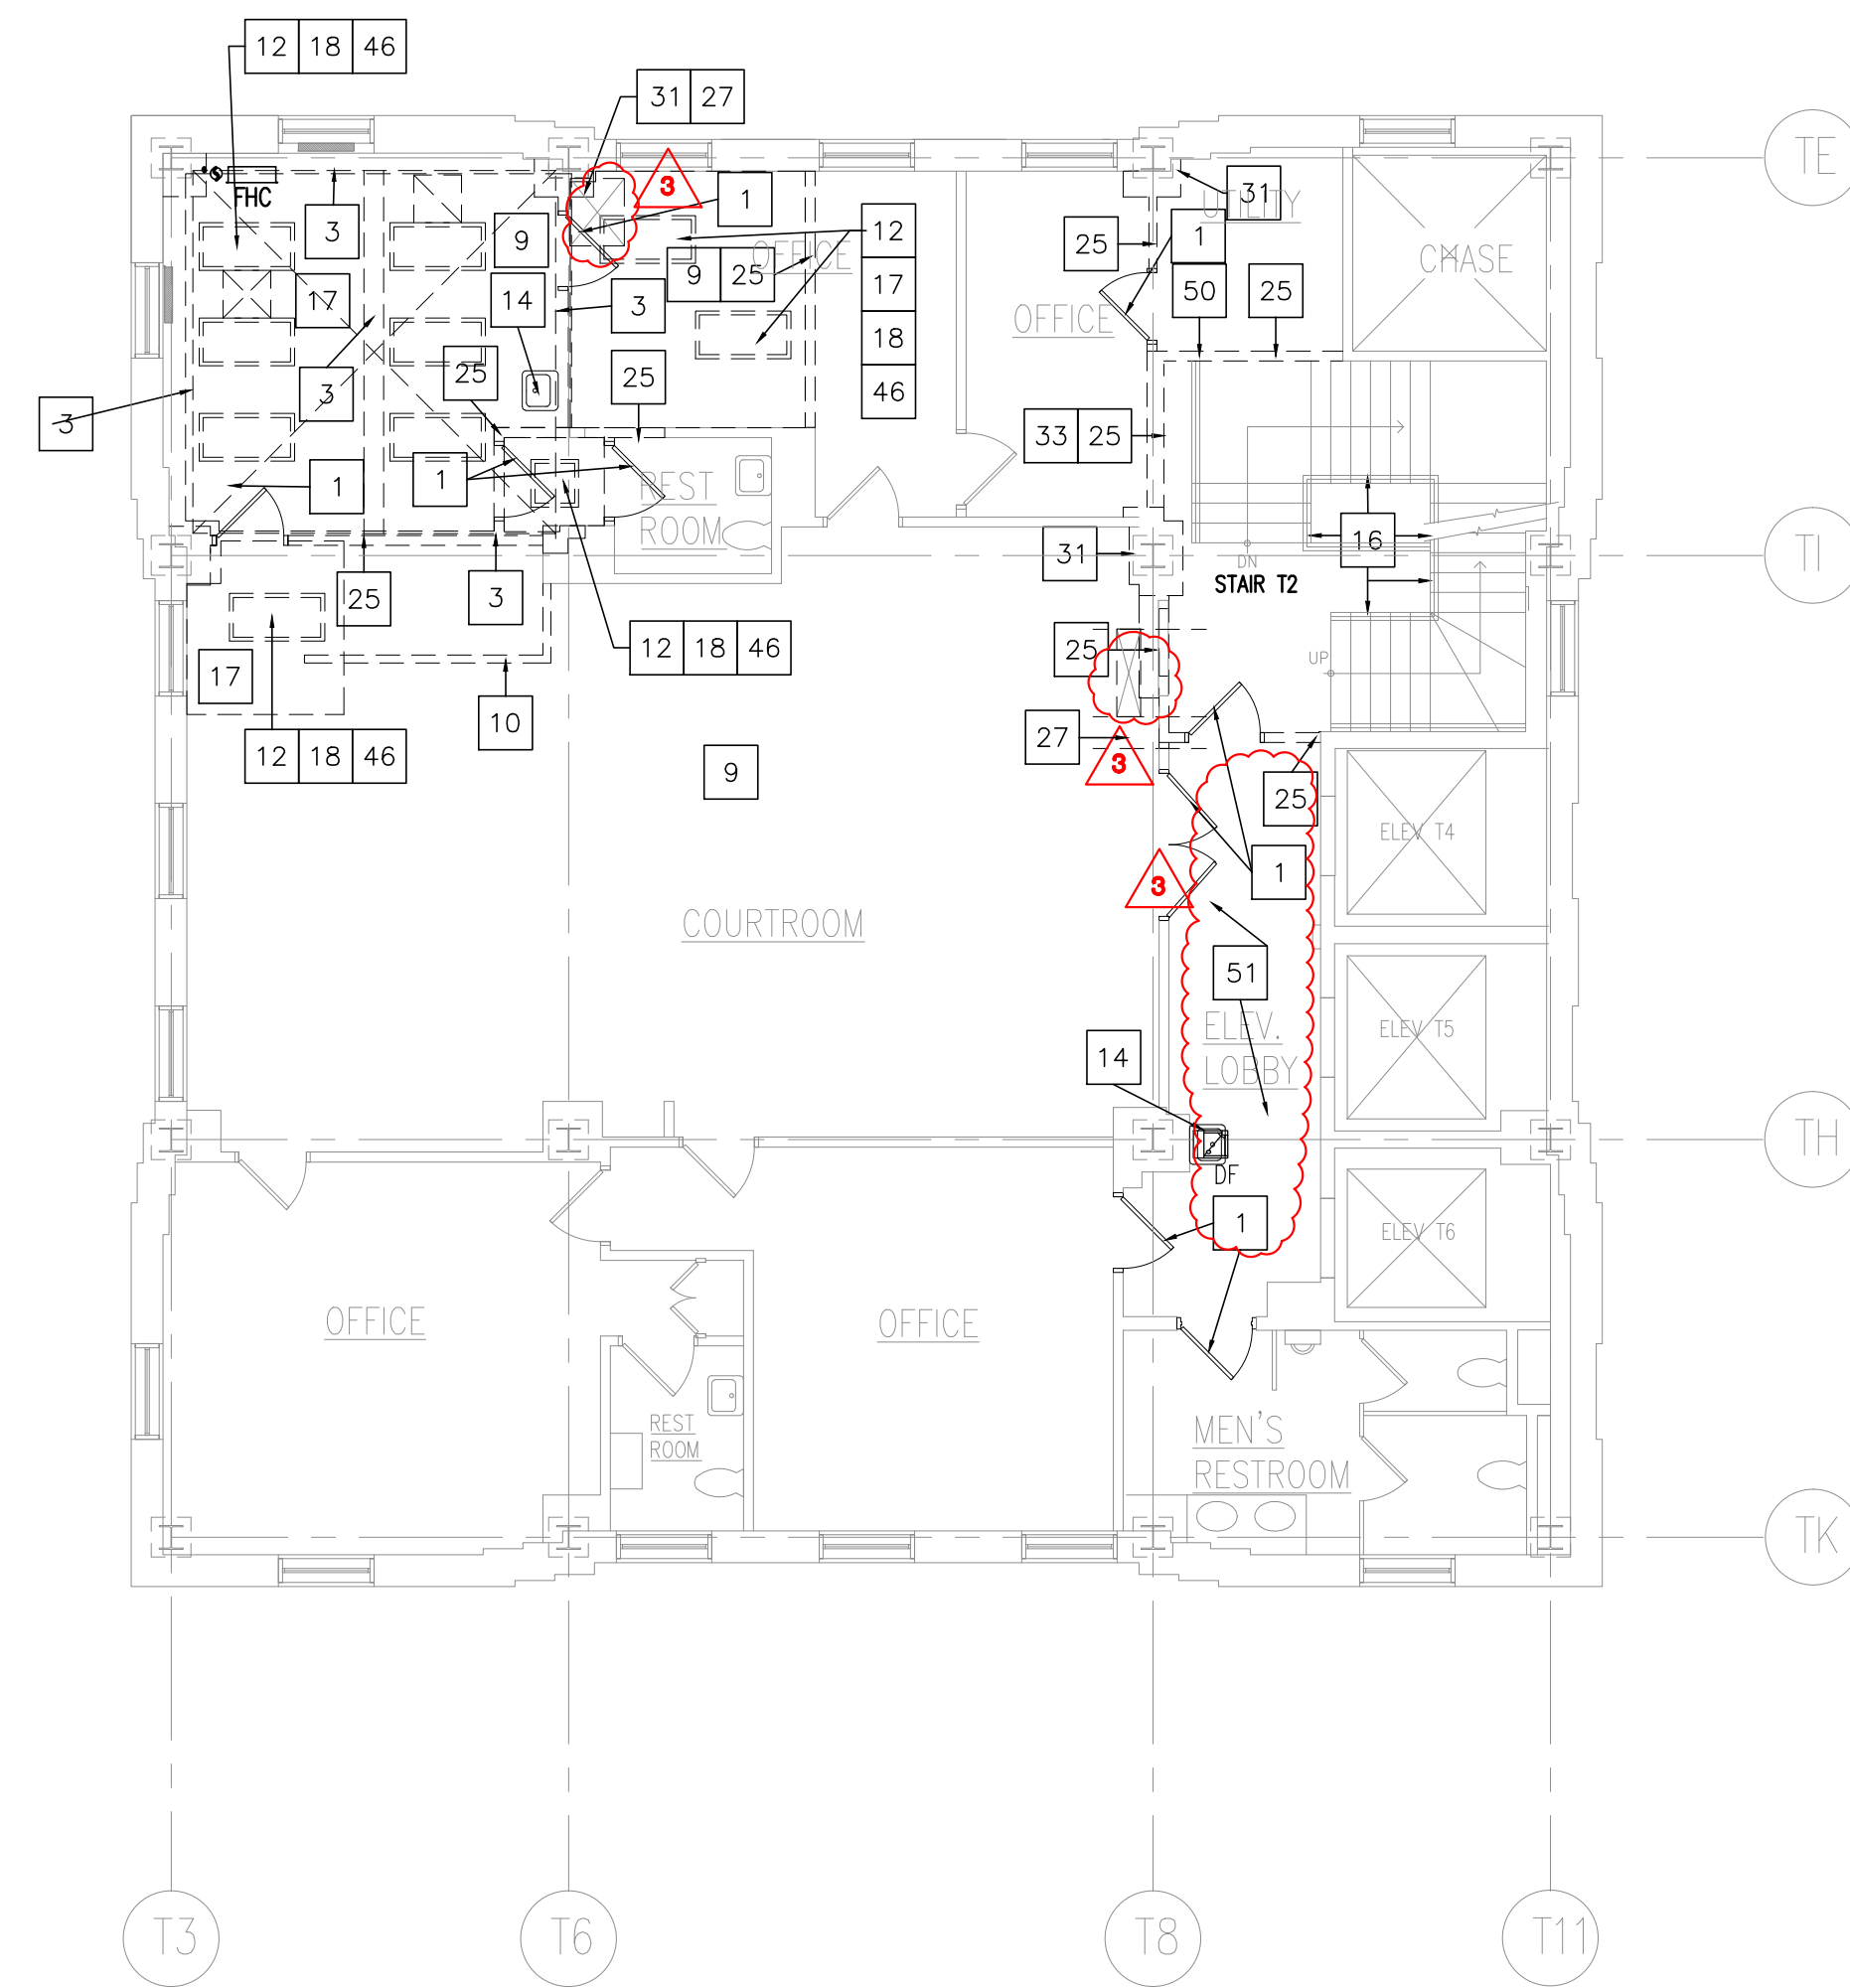 12 18 46
31 27
3
1
31
TE
FHC
3
9
12
UTILITY
25
1
CHASE
9 25
OFFICE
17
14
3
17
50
25
OFFICE
18
3
25
25
46
3
33 25
1
1
REST
ROOM
16
TI
31
DN
STAIR T2
25
3
12 18 46
25
UP
17
10
27
12 18 46
9
3
25
ELEV T4
1
3
COURTROOM
51
ELEV.
LOBBY
ELEV T5
14
TH
DF
1
ELEV T6
OFFICE
OFFICE
REST
ROOM
MEN'S
RESTROOM
TK
T3
T6
T8
T11